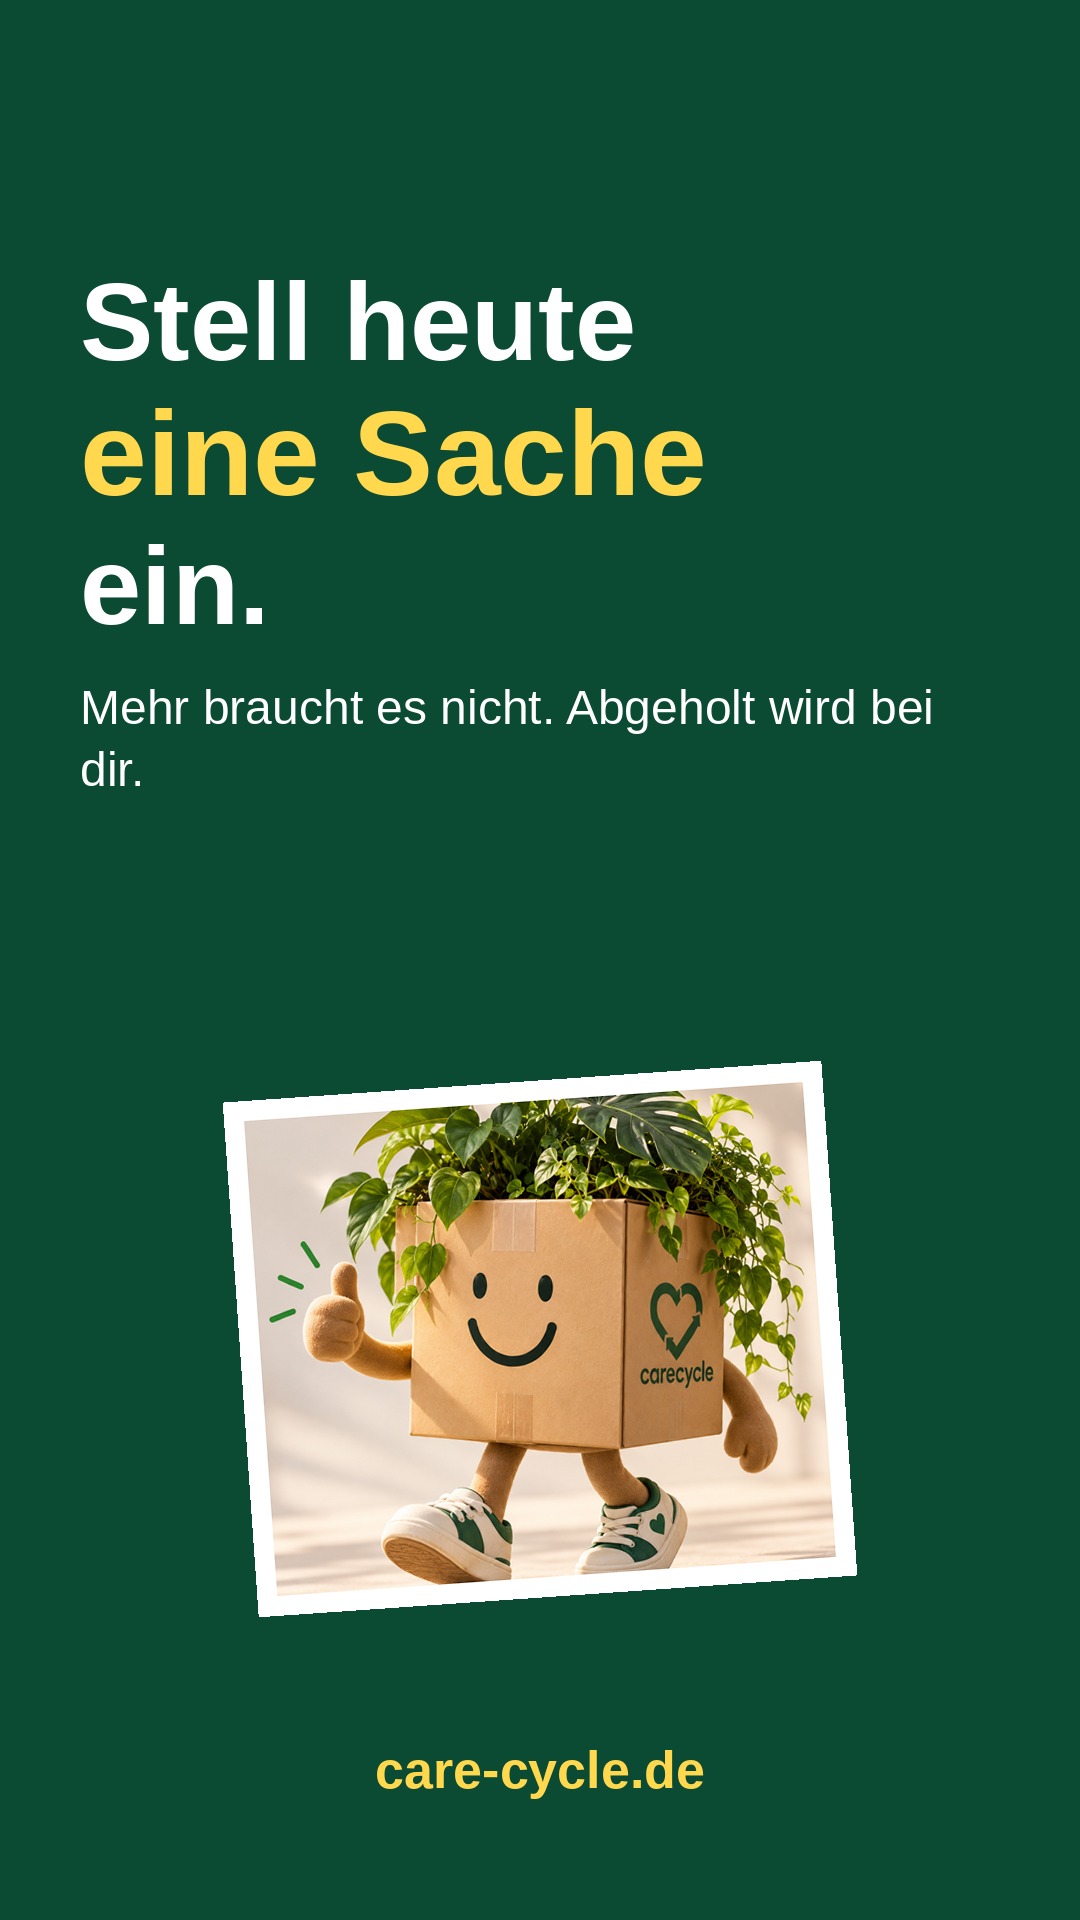 Stell heute
eine Sache
ein.
Mehr braucht es nicht. Abgeholt wird bei
dir.
carecycle
care-cycle.de